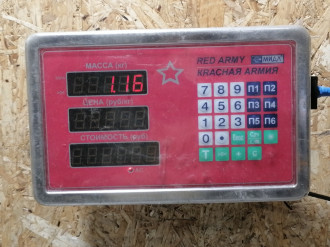 МАССА (кг)
1.16
ЦЕНА (руб/кг)
СТОИМОСТЬ (руб)
RED ARMY
КРАСНАЯ АRМИЯ
7 8 9 П1 П2
4 5 6 П3 П4
1 2 3 П5 П6
0
T